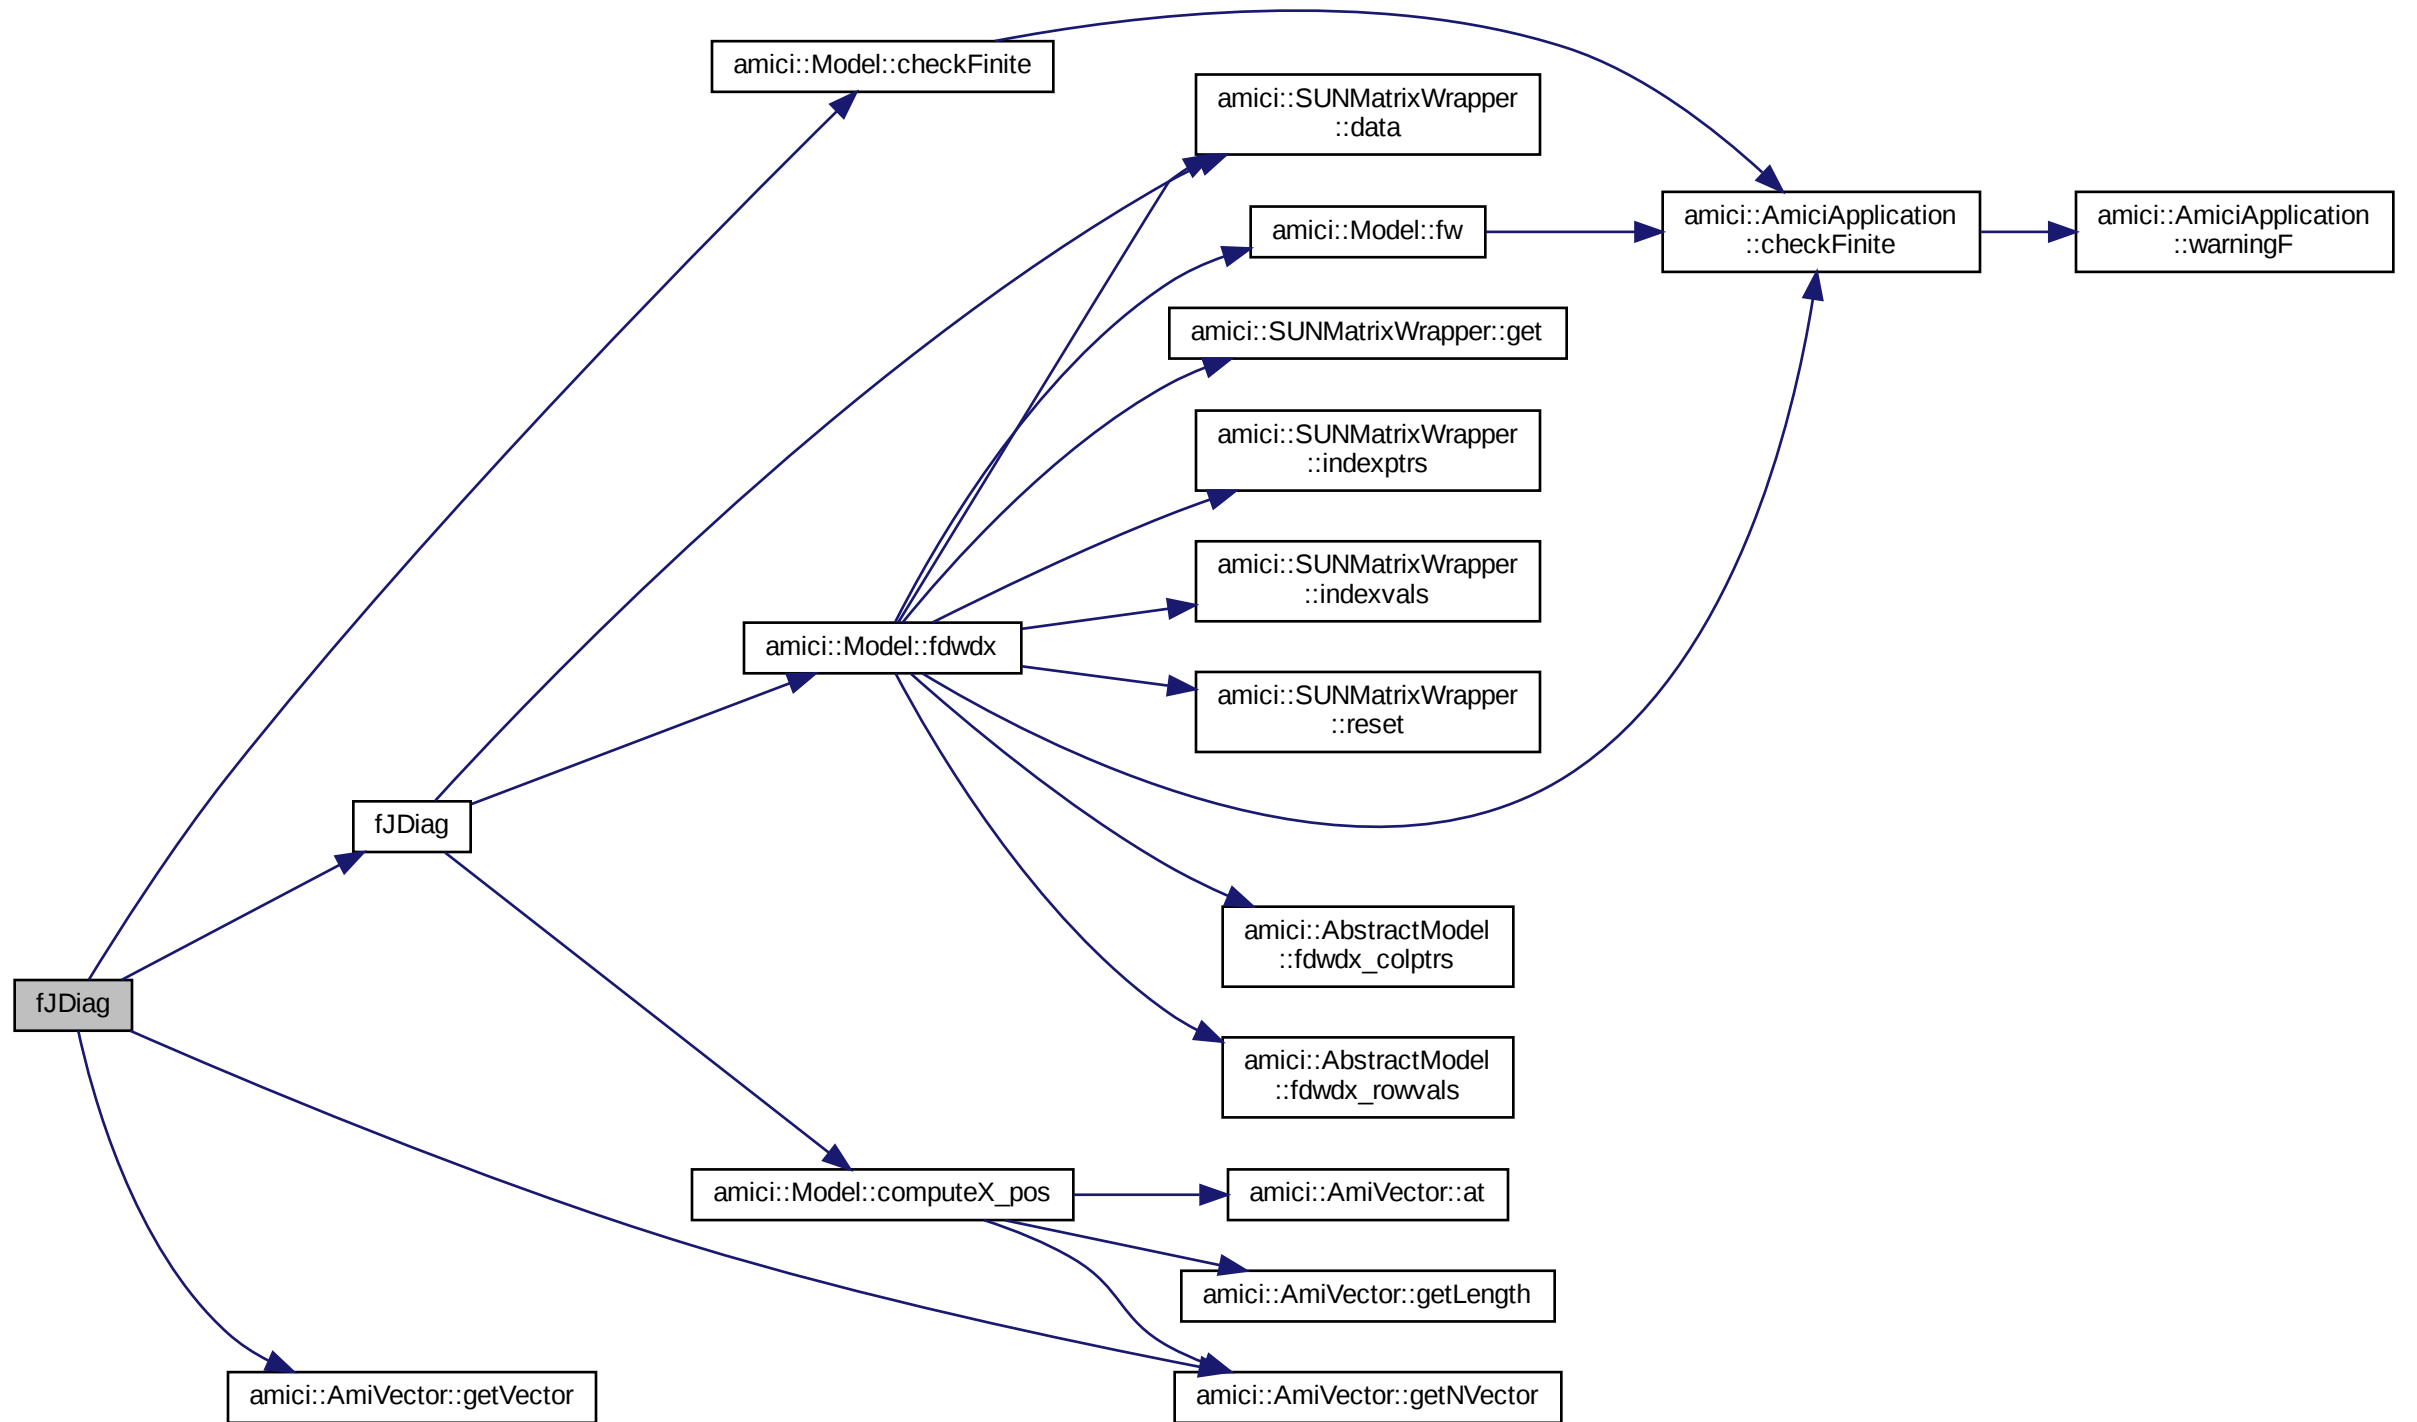 amici::Model::checkFinite
amici::SUNMatrixWrapper
::data
amici::Model::fw
amici::AmiciApplication
::checkFinite
amici::AmiciApplication
::warningF
amici::SUNMatrixWrapper::get
amici::SUNMatrixWrapper
::indexptrs
amici::SUNMatrixWrapper
::indexvals
amici::Model::fdwdx
amici::SUNMatrixWrapper
::reset
fJDiag
amici::AbstractModel
::fdwdx_colptrs
fJDiag
amici::AbstractModel
::fdwdx_rowvals
amici::Model::computeX_pos
amici::AmiVector::at
amici::AmiVector::getLength
amici::AmiVector::getVector
amici::AmiVector::getNVector